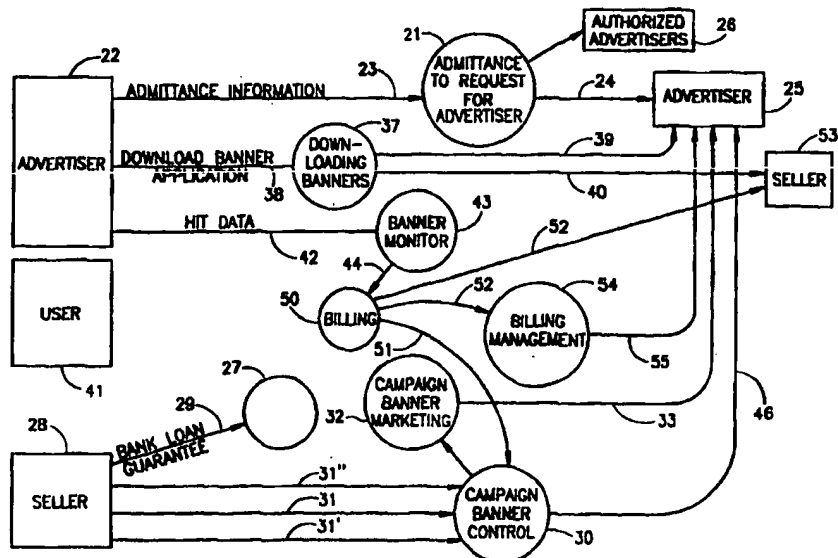 21
AUTHORIZED
ADVERTISERS
26
22
ADMITTANCE
TO REQUEST
FOR
ADVERTISER
ADMITTANCE INFORMATION
23
24
ADVERTISER
25
37
ADVERTISER
DOWNLOAD BANNER
APPLICATION
38
DOWN-
LOADING
BANNERS
39
40
53
SELLER
HIT DATA
42
BANNER
MONITOR
43
52
44
USER
41
50
BILLING
52
51
54
BILLING
MANAGEMENT
55
27
29
28
BANK LOAN
GUARANTEE
32
CAMPAIGN
BANNER
MARKETING
33
46
SELLER
31"
31
31'
CAMPAIGN
BANNER
CONTROL
30